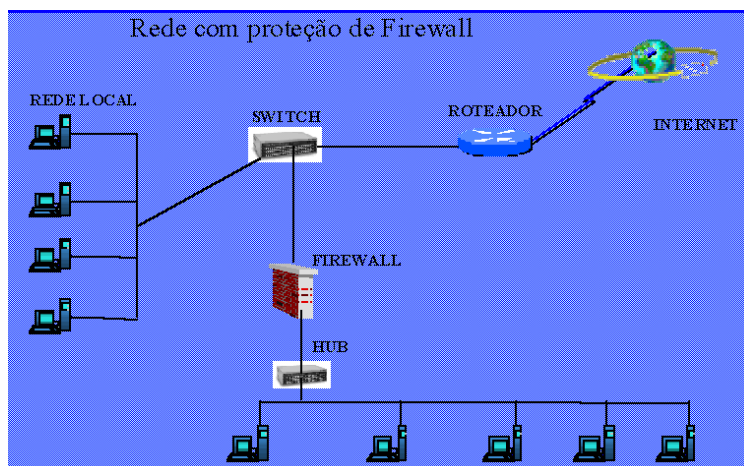 Rede com proteção de Firewall
REDE LOCAL
SWITCH
ROTEADOR
INTERNET
FIREWALL
HUB